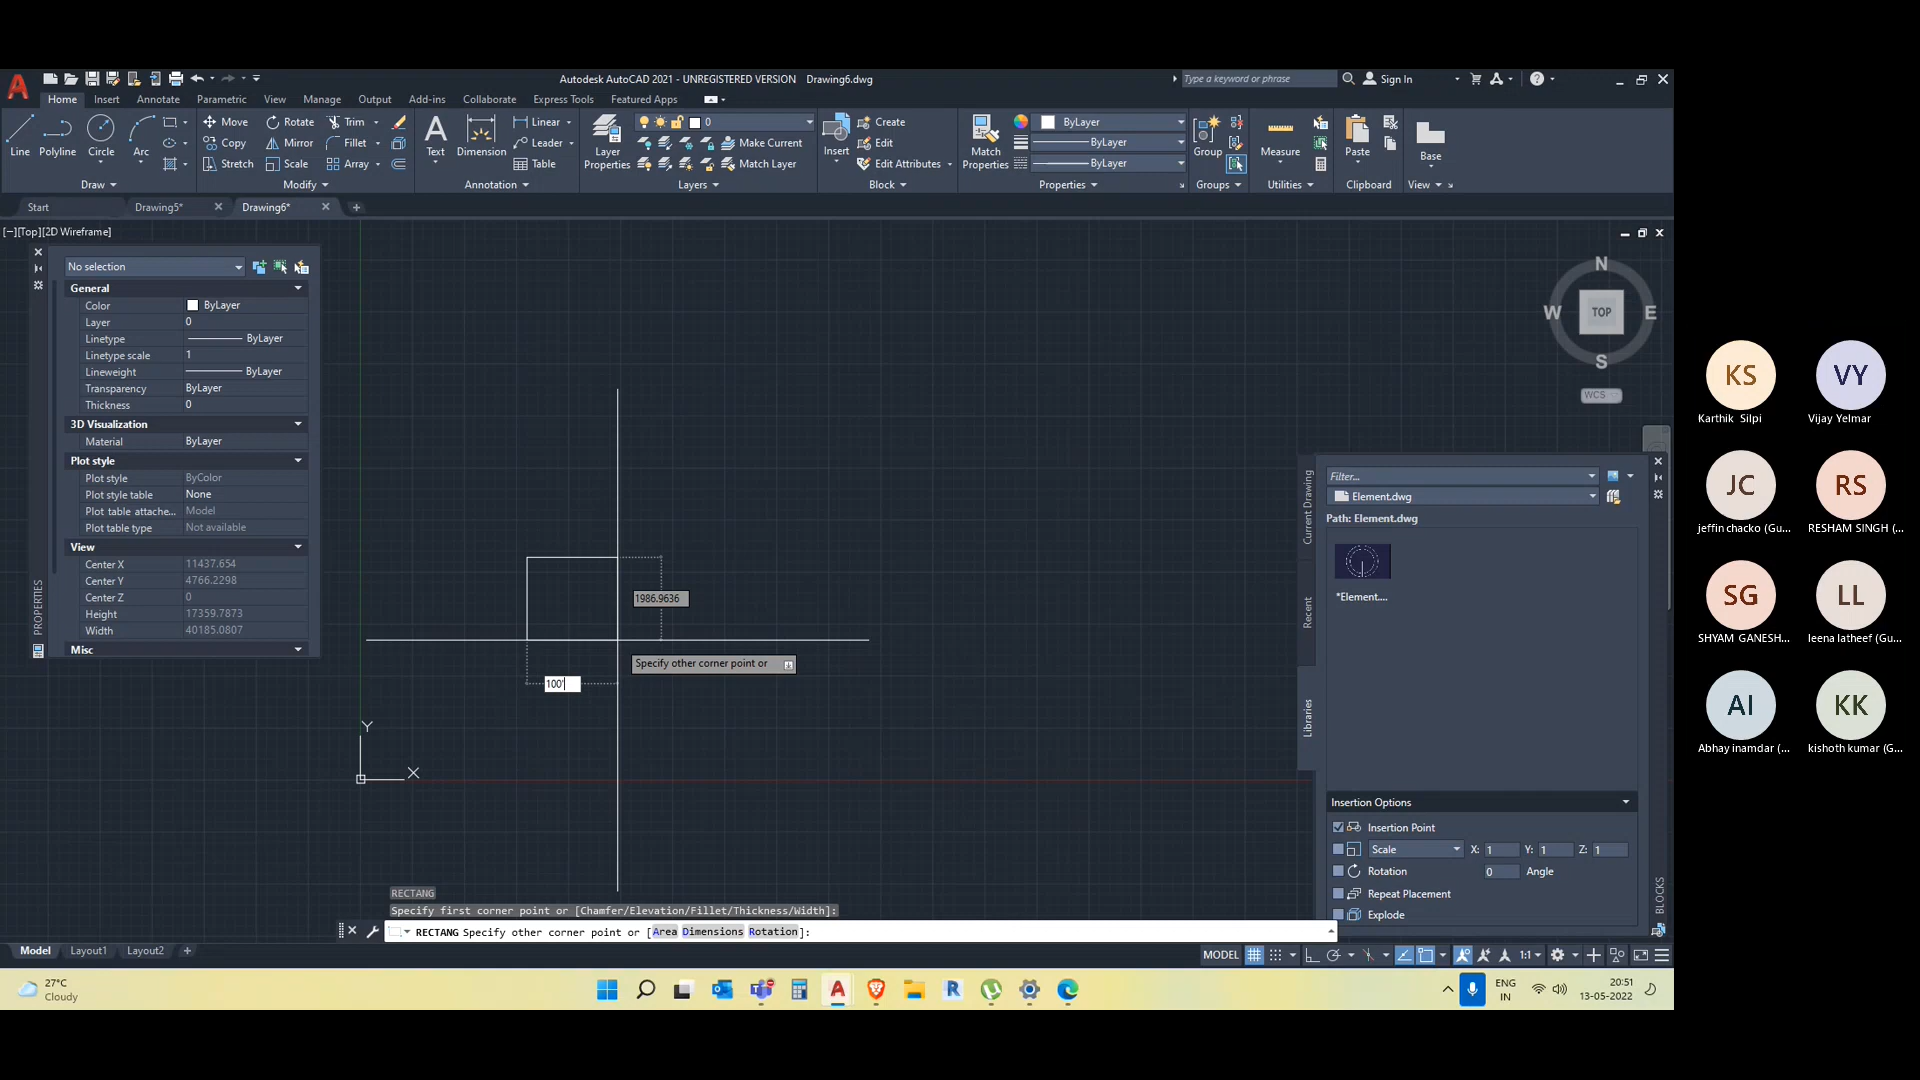 Autodesk AutoCAD 2021 - UNREGISTERED VERSION Drawing6.dwg
Type a keyword or phrase
Sign In
Home Insert Annotate Parametric View Manage Output Add-ins Collaborate Express Tools Featured Apps
Line
Polyline
Circle
Arc
Move
Rotate
Trim
Copy
Mirror
Fillet
Stretch
Scale
Array
Text
Dimension
Linear
Leader
Table
Layer Properties
0
Make Current
Match Layer
Insert
Create
Edit
Edit Attributes
Match Properties
ByLayer
ByLayer
ByLayer
Group
Measure
Paste
Base
Draw Modify Annotation Layers Block Properties Groups Utilities Clipboard View
Start Drawing5* Drawing6*
[−][Top][2D Wireframe]
No selection
General
Color ByLayer
Layer 0
Linetype ByLayer
Linetype scale 1
Lineweight ByLayer
Transparency ByLayer
Thickness 0
3D Visualization
Material ByLayer
Plot style
Plot style ByColor
Plot style table None
Plot table attache... Model
Plot table type Not available
View
Center X 11437.654
Center Y 4766.2298
Center Z 0
Height 17359.7873
Width 40185.0807
Misc
PROPERTIES
N
W TOP E
S
WCS
1986.9636
Specify other corner point or
100'
Y
X
Filter...
Element.dwg
Path: Element.dwg
*Element....
Current Drawing
Recent
Libraries
Insertion Options
Insertion Point
Scale X: 1 Y: 1 Z: 1
Rotation 0 Angle
Repeat Placement
Explode
BLOCKS
RECTANG
Specify first corner point or [Chamfer/Elevation/Fillet/Thickness/Width]:
RECTANG Specify other corner point or [Area Dimensions Rotation]:
Model Layout1 Layout2
MODEL
1:1
27°C
Cloudy
ENG
IN
20:51
13-05-2022
KS
Karthik Silpi
VY
Vijay Yelmar
JC
jeffin chacko (Gu...
RS
RESHAM SINGH (...
SG
SHYAM GANESH...
LL
leena latheef (Gu...
AI
Abhay inamdar (...
KK
kishoth kumar (G...